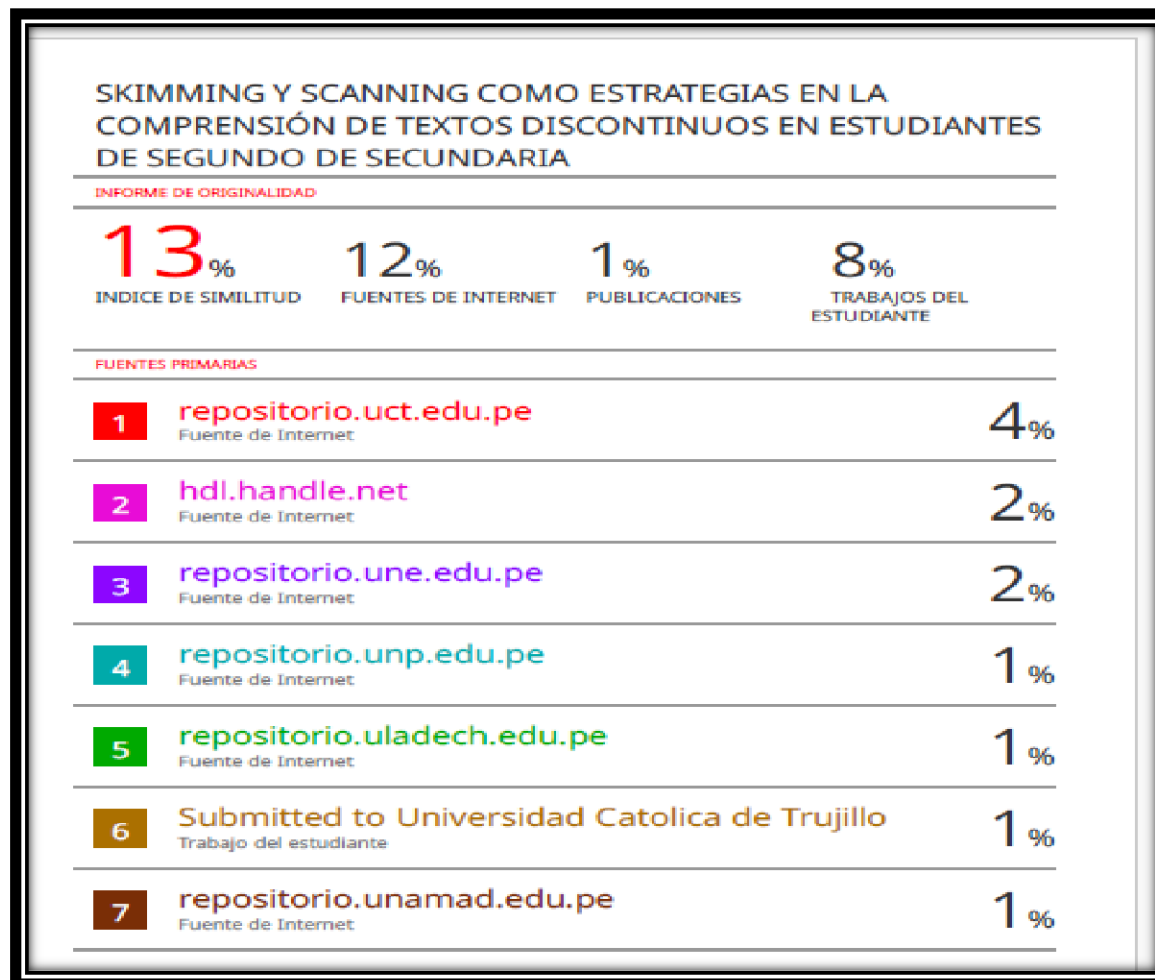 SKIMMING Y SCANNING COMO ESTRATEGIAS EN LA
COMPRENSIÓN DE TEXTOS DISCONTINUOS EN ESTUDIANTES
DE SEGUNDO DE SECUNDARIA
INFORME DE ORIGINALIDAD
13% 12% 1% 8%
INDICE DE SIMILITUD FUENTES DE INTERNET PUBLICACIONES TRABAJOS DEL
ESTUDIANTE
FUENTES PRIMARIAS
1 repositorio.uct.edu.pe 4%
Fuente de Internet
2 hdl.handle.net 2%
Fuente de Internet
3 repositorio.une.edu.pe 2%
Fuente de Internet
4 repositorio.unp.edu.pe 1%
Fuente de Internet
5 repositorio.uladech.edu.pe 1%
Fuente de Internet
6 Submitted to Universidad Catolica de Trujillo 1%
Trabajo del estudiante
7 repositorio.unamad.edu.pe 1%
Fuente de Internet